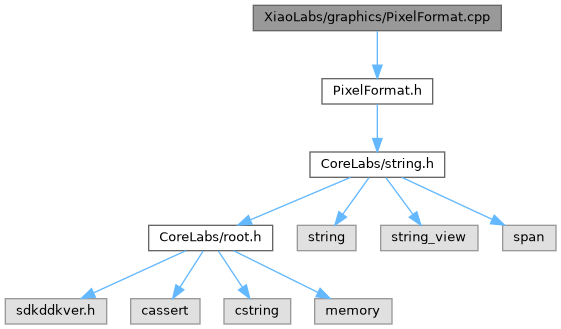 XiaoLabs/graphics/PixelFormat.cpp
PixelFormat.h
CoreLabs/string.h
CoreLabs/root.h
string
string_view
span
sdkddkver.h
cassert
cstring
memory